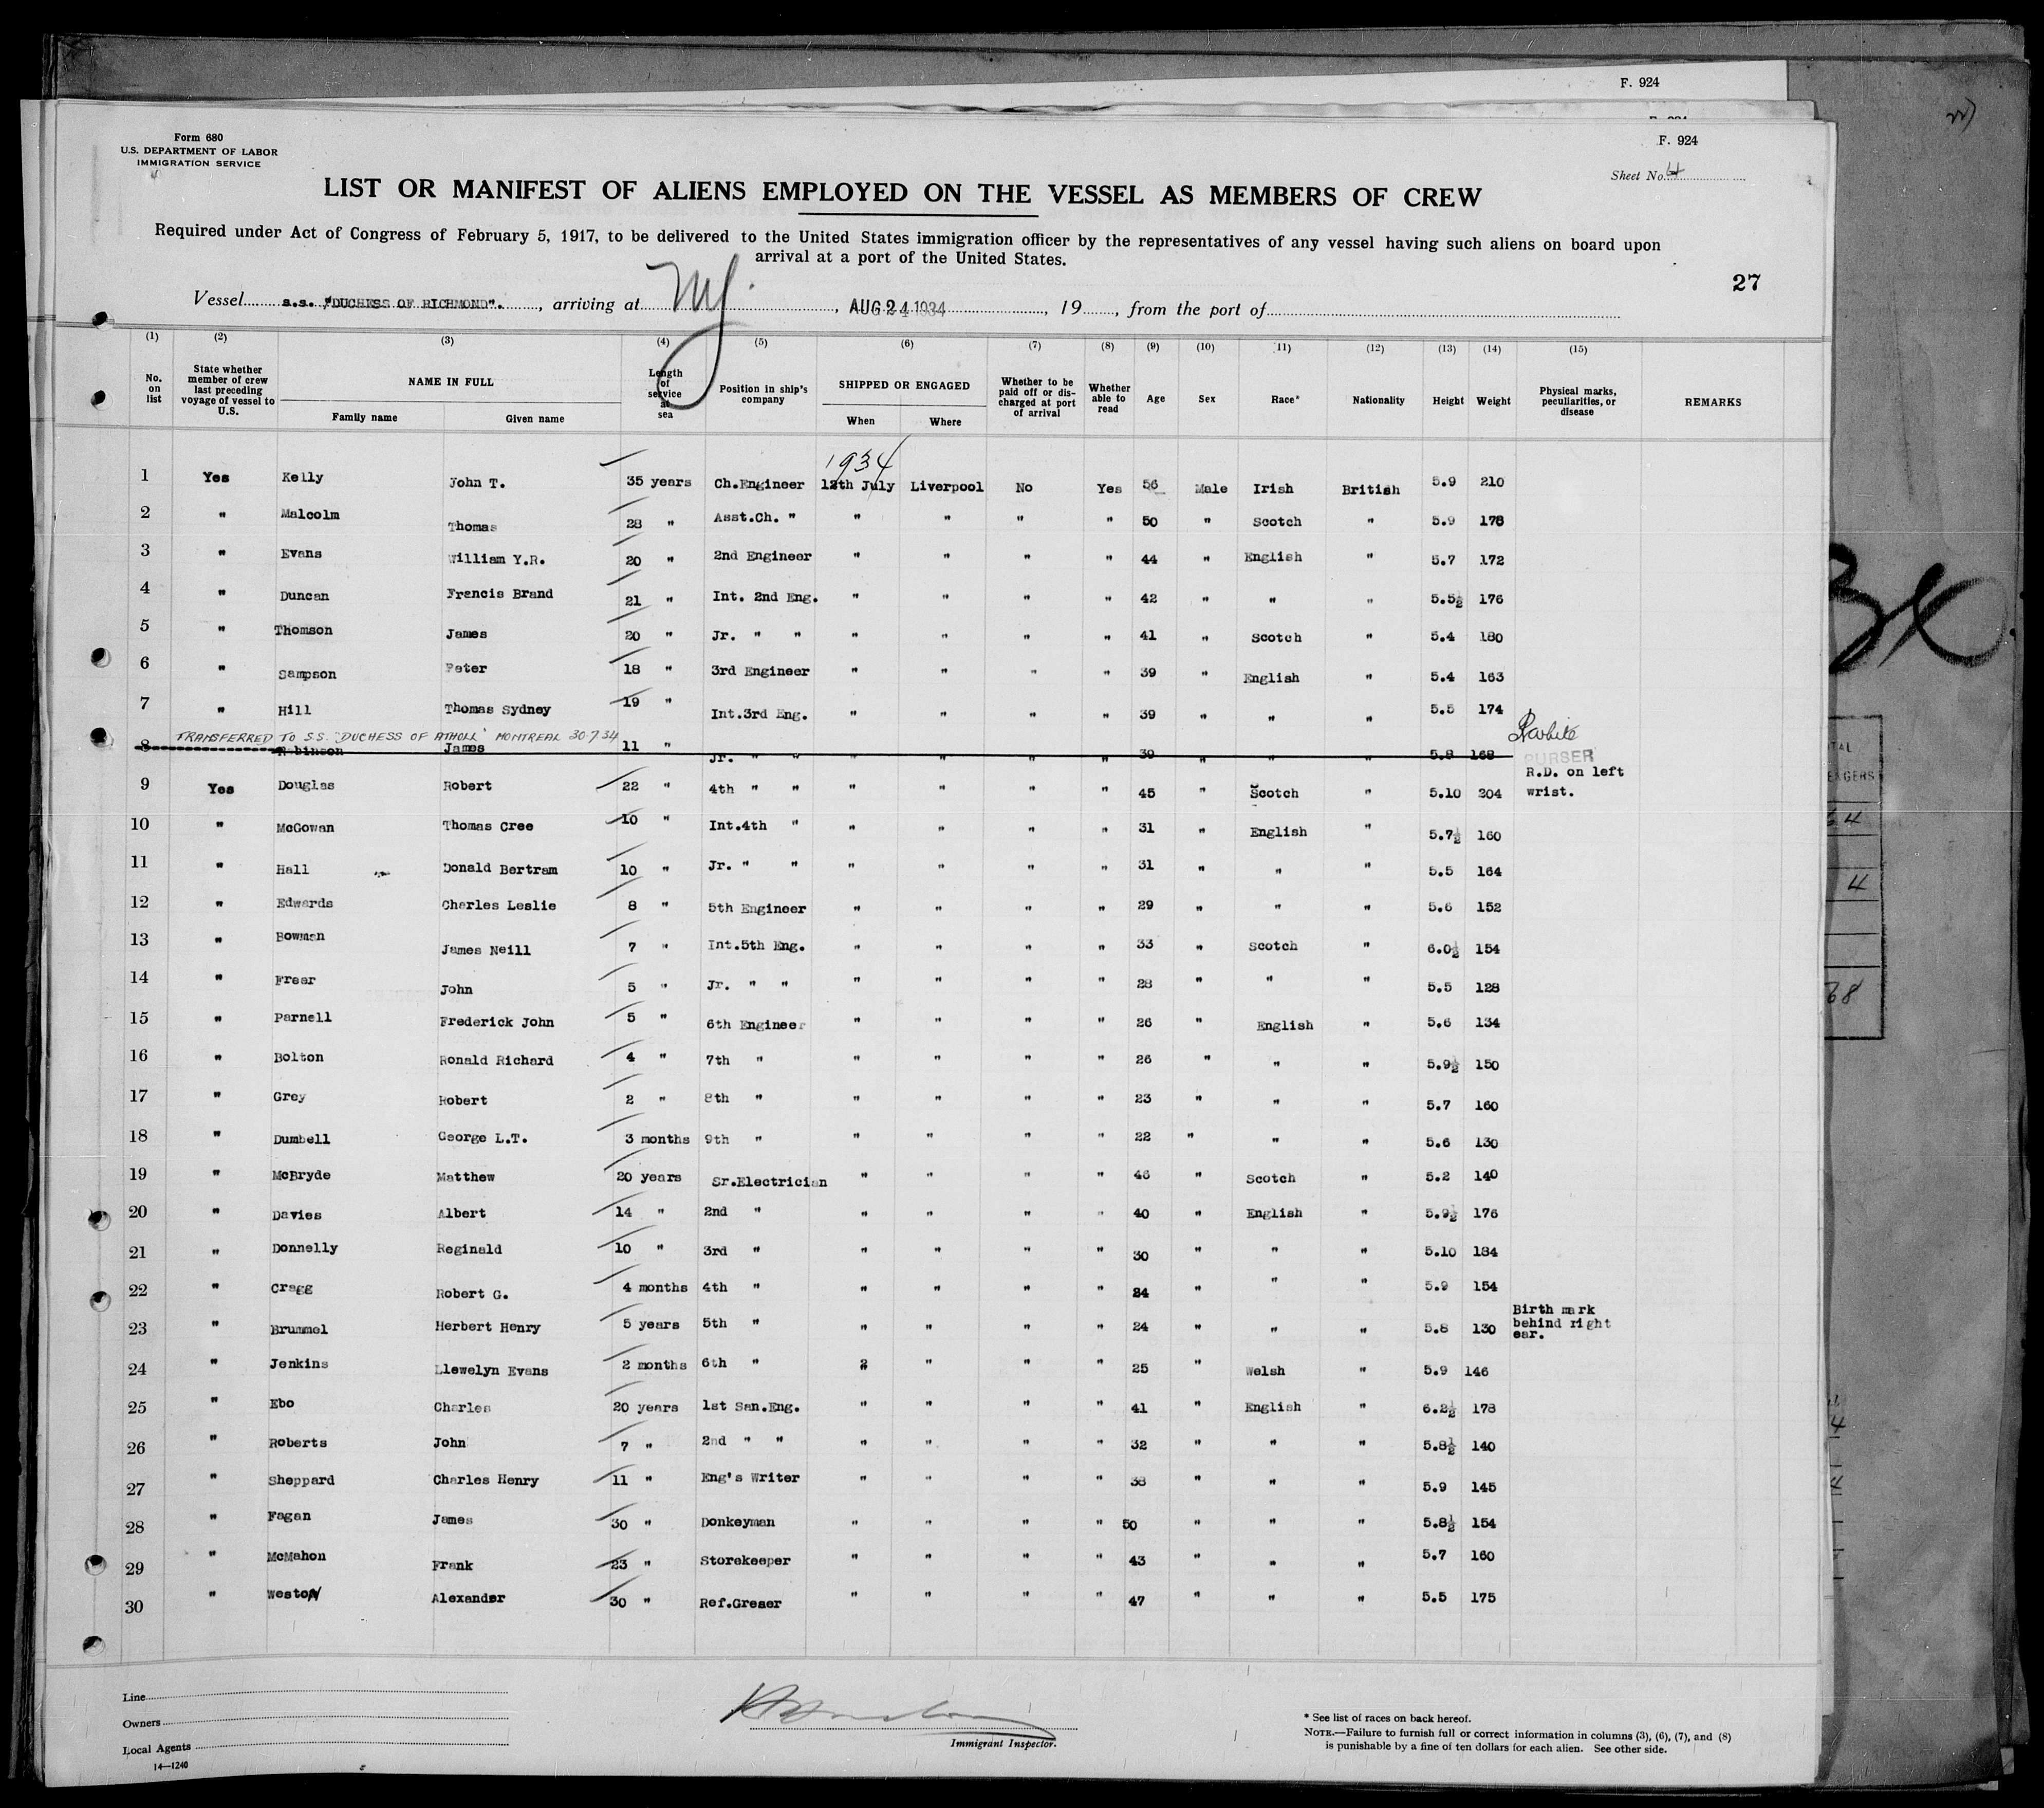 F. 924
F. 924
Form 680
U.S. DEPARTMENT OF LABOR
IMMIGRATION SERVICE
Sheet No. 4
LIST OR MANIFEST OF ALIENS EMPLOYED ON THE VESSEL AS MEMBERS OF CREW
Required under Act of Congress of February 5, 1917, to be delivered to the United States immigration officer by the representatives of any vessel having such aliens on board upon
arrival at a port of the United States.
27
Vessel s.s. "DUCHESS OF RICHMOND". , arriving at NY. , AUG 24 1934 , 19 , from the port of
(1) (2) (3) (4) (5) (6) (7) (8) (9) (10) (11) (12) (13) (14) (15)
No. on list State whether member of crew last preceding voyage of vessel to U.S. NAME IN FULL Family name Given name Length of service at sea Position in ship's company SHIPPED OR ENGAGED When Where Whether to be paid off or discharged at port of arrival Whether able to read Age Sex Race* Nationality Height Weight Physical marks, peculiarities, or disease REMARKS
1934
1 Yes Kelly John T. 35 years Ch.Engineer 12th July Liverpool No Yes 56 Male Irish British 5.9 210
2 " Malcolm Thomas 28 " Asst.Ch. " " " " " 50 " Scotch " 5.9 178
3 " Evans William Y.R. 20 " 2nd Engineer " " " " 44 " English " 5.7 172
4 " Duncan Francis Brand 21 " Int. 2nd Eng. " " " " 42 " " " 5.5½ 176
5 " Thomson James 20 " Jr. " " " " " " 41 " Scotch " 5.4 180
6 " Sampson Peter 18 " 3rd Engineer " " " " 39 " English " 5.4 163
7 " Hill Thomas Sydney 19 " Int.3rd Eng. " " " " 39 " " " 5.5 174
TRANSFERRED TO S.S. "DUCHESS OF ATHOLL" MONTREAL 30.7.34
8 Robinson James 11 " Jr. " " " " " " 39 " " " 5.8 168 PURSER
9 Yes Douglas Robert 22 " 4th " " " " " " 45 " Scotch " 5.10 204 R.D. on left wrist.
10 " McGowan Thomas Cree 10 " Int.4th " " " " " 31 " English " 5.7½ 160
11 " Hall Donald Bertram 10 " Jr. " " " " " " 31 " " " 5.5 164
12 " Edwards Charles Leslie 8 " 5th Engineer " " " " 29 " " " 5.6 152
13 " Bowman James Neill 7 " Int.5th Eng. " " " " 33 " Scotch " 6.0½ 154
14 " Frear John 5 " Jr. " " " " " " 28 " " " 5.5 128
15 " Parnell Frederick John 5 " 6th Engineer " " " " 26 " English " 5.6 134
16 " Bolton Ronald Richard 4 " 7th " " " " " 26 " " " 5.9½ 150
17 " Grey Robert 2 " 8th " " " " " 23 " " " 5.7 160
18 " Dumbell George L.T. 3 months 9th " " " " " 22 " " " 5.6 130
19 " McBryde Matthew 20 years Sr.Electrician " " " " 46 " Scotch " 5.2 140
20 " Davies Albert 14 " 2nd " " " " " 40 " English " 5.9½ 176
21 " Donnelly Reginald 10 " 3rd " " " " " 30 " " " 5.10 184
22 " Cragg Robert G. 4 months 4th " " " " " 24 " " " 5.9 154
23 " Brummel Herbert Henry 5 years 5th " " " " " 24 " " " 5.8 130 Birth mark behind right ear.
24 " Jenkins Llewelyn Evans 2 months 6th " " " " " 25 " Welsh " 5.9 146
25 " Ebo Charles 20 years 1st San.Eng. " " " " 41 " English " 6.2½ 178
26 " Roberts John 7 " 2nd " " " " " " 32 " " " 5.8½ 140
27 " Sheppard Charles Henry 11 " Eng's Writer " " " " 38 " " " 5.9 145
28 " Fagan James 30 " Donkeyman " " " " 50 " " " 5.8½ 154
29 " McMahon Frank 23 " Storekeeper " " " " 43 " " " 5.7 160
30 " Weston Alexander 30 " Ref.Greaer " " " " 47 " " " 5.5 175
Line
Owners
Local Agents
14—1240
Immigrant Inspector.
* See list of races on back hereof.
NOTE.—Failure to furnish full or correct information in columns (3), (6), (7), and (8)
is punishable by a fine of ten dollars for each alien. See other side.